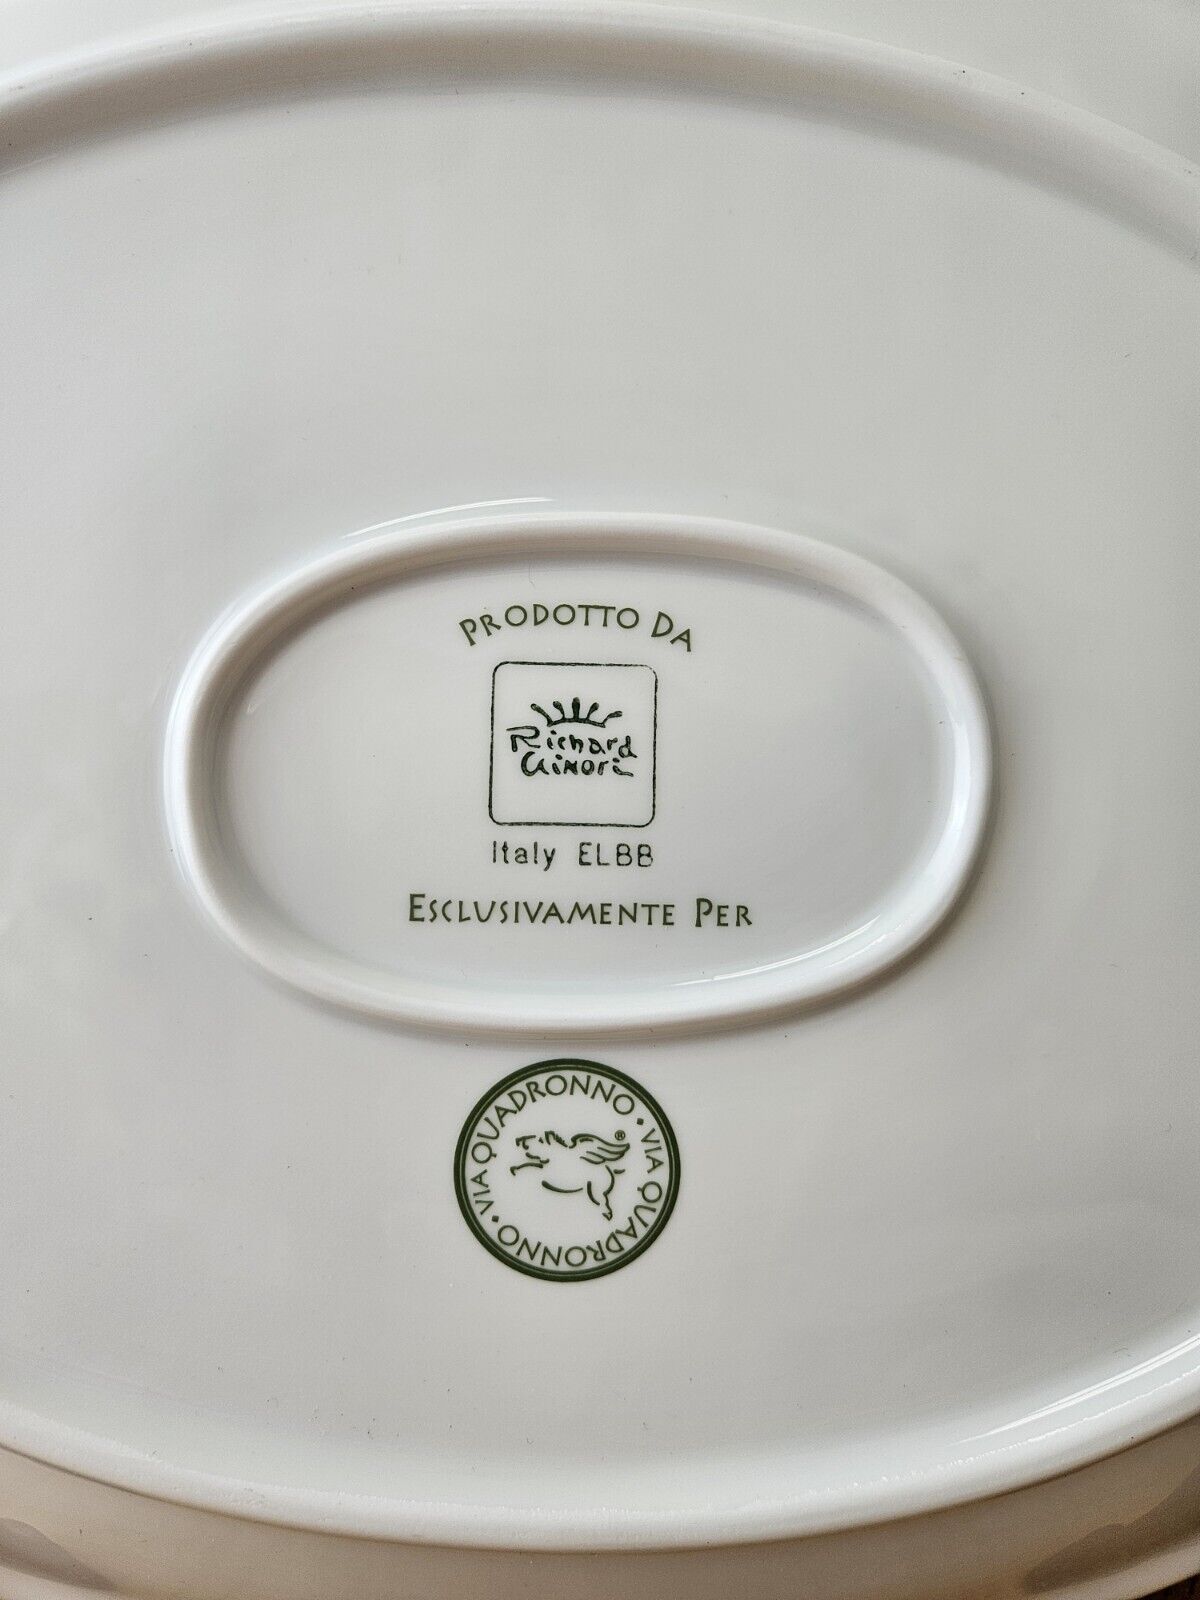 PRODOTTO DA
Richard
Ginori
Italy ELBB
ESCLUSIVAMENTE PER
VIA QUADRONNO • VIA QUADRONNO •
®